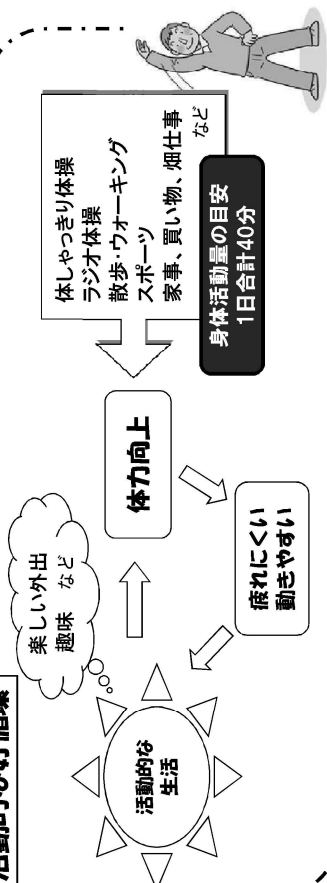 楽しい外出
趣味 など
活動的な
生活
体力向上
疲れにくい
動きやすい
体しゃっきり体操
ラジオ体操
散歩・ウォーキング
スポーツ
家事、買い物、畑仕事
など
身体活動量の目安
1日合計40分